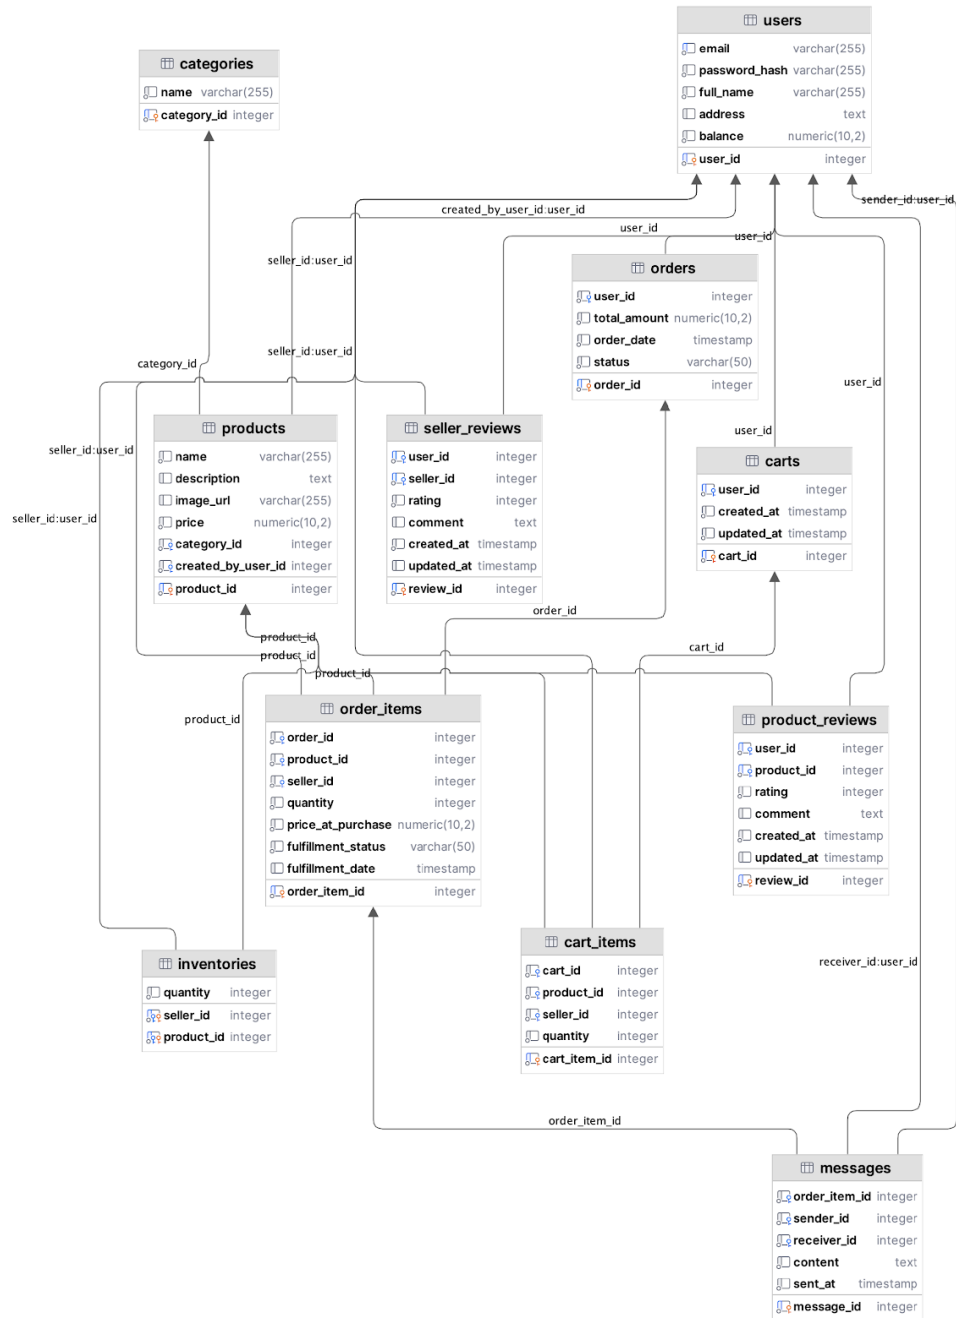 users
email varchar(255)
password_hash varchar(255)
full_name varchar(255)
address text
balance numeric(10,2)
user_id integer
categories
name varchar(255)
category_id integer
sender_id:user_id
created_by_user_id:user_id
user_id
user_id
seller_id:user_id
orders
user_id integer
total_amount numeric(10,2)
order_date timestamp
status varchar(50)
order_id integer
seller_id:user_id
category_id
user_id
products
name varchar(255)
description text
image_url varchar(255)
price numeric(10,2)
category_id integer
created_by_user_id integer
product_id integer
seller_reviews
user_id integer
seller_id integer
rating integer
comment text
created_at timestamp
updated_at timestamp
review_id integer
user_id
carts
user_id integer
created_at timestamp
updated_at timestamp
cart_id integer
seller_id:user_id
seller_id:user_id
order_id
product_id
product_id
product_id
cart_id
product_id
order_items
order_id integer
product_id integer
seller_id integer
quantity integer
price_at_purchase numeric(10,2)
fulfillment_status varchar(50)
fulfillment_date timestamp
order_item_id integer
product_reviews
user_id integer
product_id integer
rating integer
comment text
created_at timestamp
updated_at timestamp
review_id integer
inventories
quantity integer
seller_id integer
product_id integer
cart_items
cart_id integer
product_id integer
seller_id integer
quantity integer
cart_item_id integer
receiver_id:user_id
order_item_id
messages
order_item_id integer
sender_id integer
receiver_id integer
content text
sent_at timestamp
message_id integer